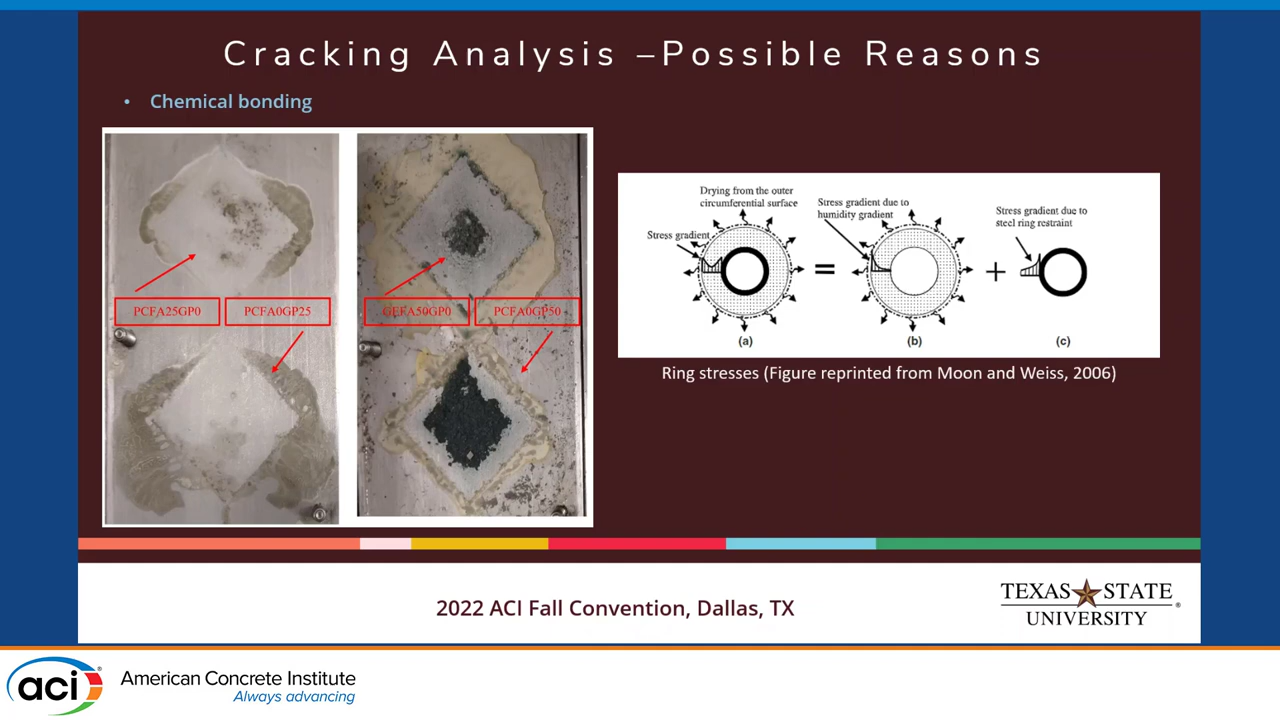 Cracking Analysis –Possible Reasons
• Chemical bonding
PCFA25GP0
PCFA0GP25
GEFA50GP0
PCFA0GP50
Drying from the outer
circumferential surface
Stress gradient
Stress gradient due to
humidity gradient
Stress gradient due to
steel ring restraint
=
+
(a)
(b)
(c)
Ring stresses (Figure reprinted from Moon and Weiss, 2006)
2022 ACI Fall Convention, Dallas, TX
TEXAS STATE
UNIVERSITY
®
aci
®
American Concrete Institute
Always advancing